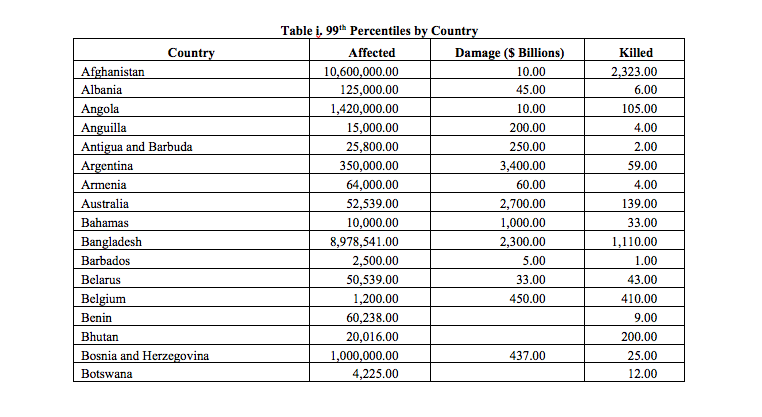 Table i. 99th Percentiles by Country
Country Affected Damage ($ Billions) Killed
Afghanistan 10,600,000.00 10.00 2,323.00
Albania 125,000.00 45.00 6.00
Angola 1,420,000.00 10.00 105.00
Anguilla 15,000.00 200.00 4.00
Antigua and Barbuda 25,800.00 250.00 2.00
Argentina 350,000.00 3,400.00 59.00
Armenia 64,000.00 60.00 4.00
Australia 52,539.00 2,700.00 139.00
Bahamas 10,000.00 1,000.00 33.00
Bangladesh 8,978,541.00 2,300.00 1,110.00
Barbados 2,500.00 5.00 1.00
Belarus 50,539.00 33.00 43.00
Belgium 1,200.00 450.00 410.00
Benin 60,238.00 9.00
Bhutan 20,016.00 200.00
Bosnia and Herzegovina 1,000,000.00 437.00 25.00
Botswana 4,225.00 12.00